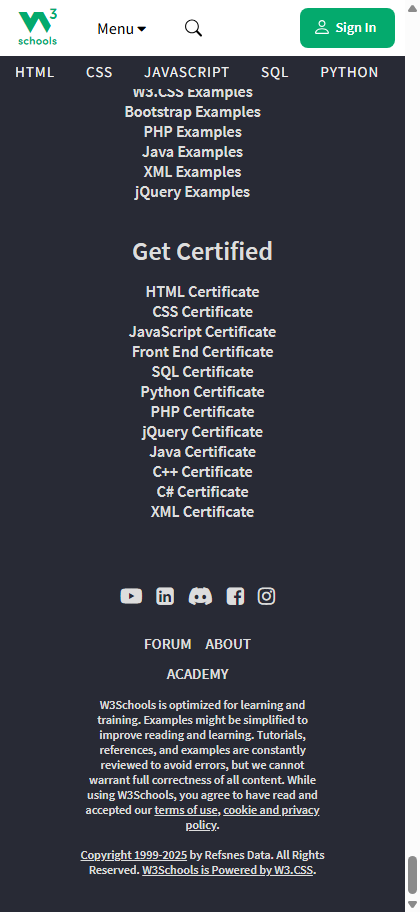 W3
schools
Menu
Sign In
HTML CSS JAVASCRIPT SQL PYTHON
W3.CSS Examples
Bootstrap Examples
PHP Examples
Java Examples
XML Examples
jQuery Examples
Get Certified
HTML Certificate
CSS Certificate
JavaScript Certificate
Front End Certificate
SQL Certificate
Python Certificate
PHP Certificate
jQuery Certificate
Java Certificate
C++ Certificate
C# Certificate
XML Certificate
in
FORUM ABOUT
ACADEMY
W3Schools is optimized for learning and
training. Examples might be simplified to
improve reading and learning. Tutorials,
references, and examples are constantly
reviewed to avoid errors, but we cannot
warrant full correctness of all content. While
using W3Schools, you agree to have read and
accepted our terms of use, cookie and privacy
policy.
Copyright 1999-2025 by Refsnes Data. All Rights
Reserved. W3Schools is Powered by W3.CSS.